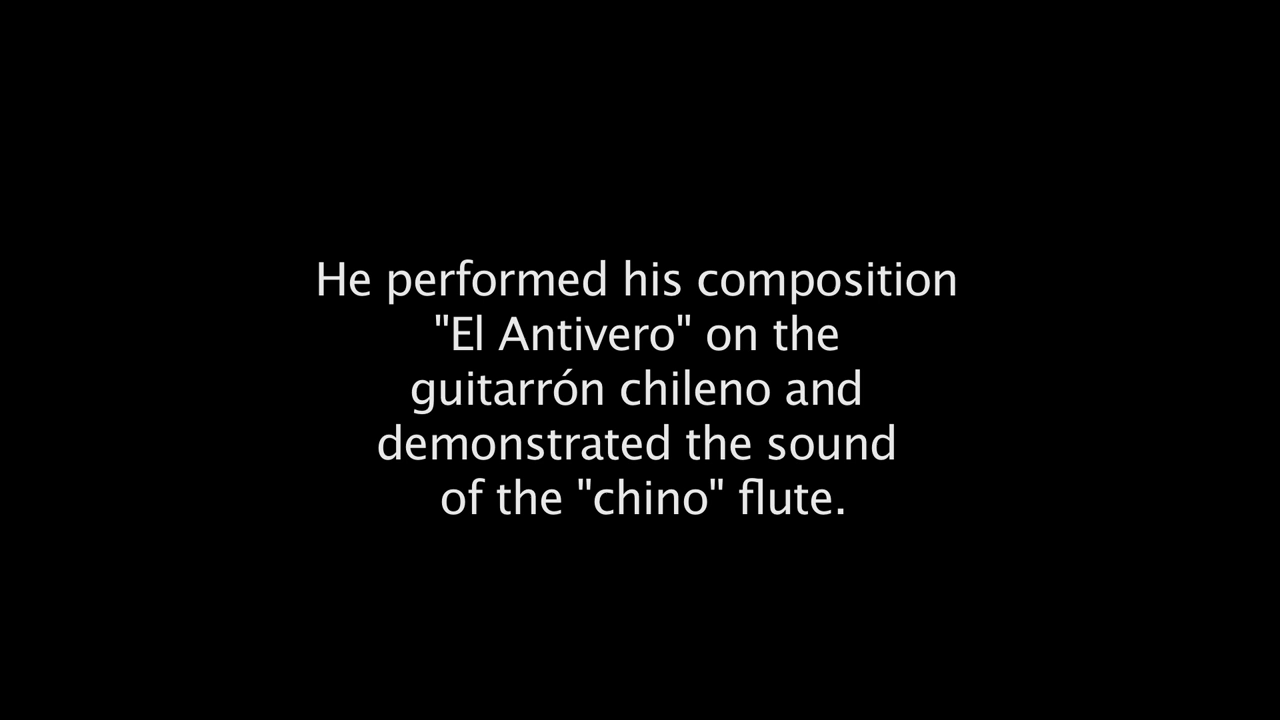 He performed his composition
"El Antivero" on the
guitarrón chileno and
demonstrated the sound
of the "chino" flute.